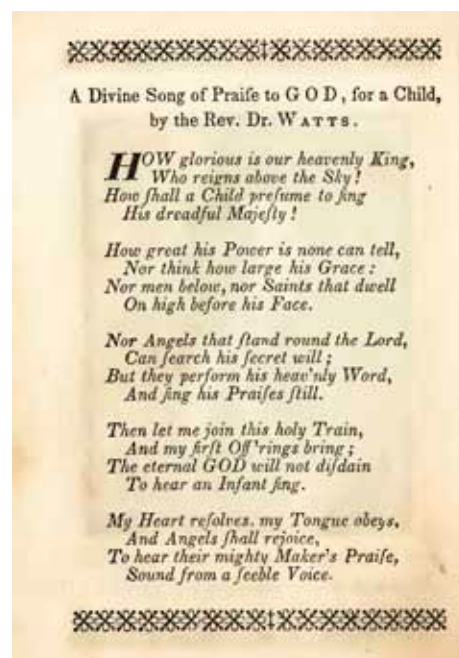 A Divine Song of Praiſe to G O D , for a Child,
by the Rev. Dr. WATTS.
HOW glorious is our heavenly King,
Who reigns above the Sky!
How ſhall a Child preſume to ſing
His dreadful Majeſty!
How great his Power is none can tell,
Nor think how large his Grace:
Nor men below, nor Saints that dwell
On high before his Face.
Nor Angels that ſtand round the Lord,
Can ſearch his ſecret will;
But they perform his heav'nly Word,
And ſing his Praiſes ſtill.
Then let me join this holy Train,
And my firſt Off'rings bring;
The eternal GOD will not diſdain
To hear an Infant ſing.
My Heart reſolves, my Tongue obeys,
And Angels ſhall rejoice,
To hear their mighty Maker's Praiſe,
Sound from a feeble Voice.